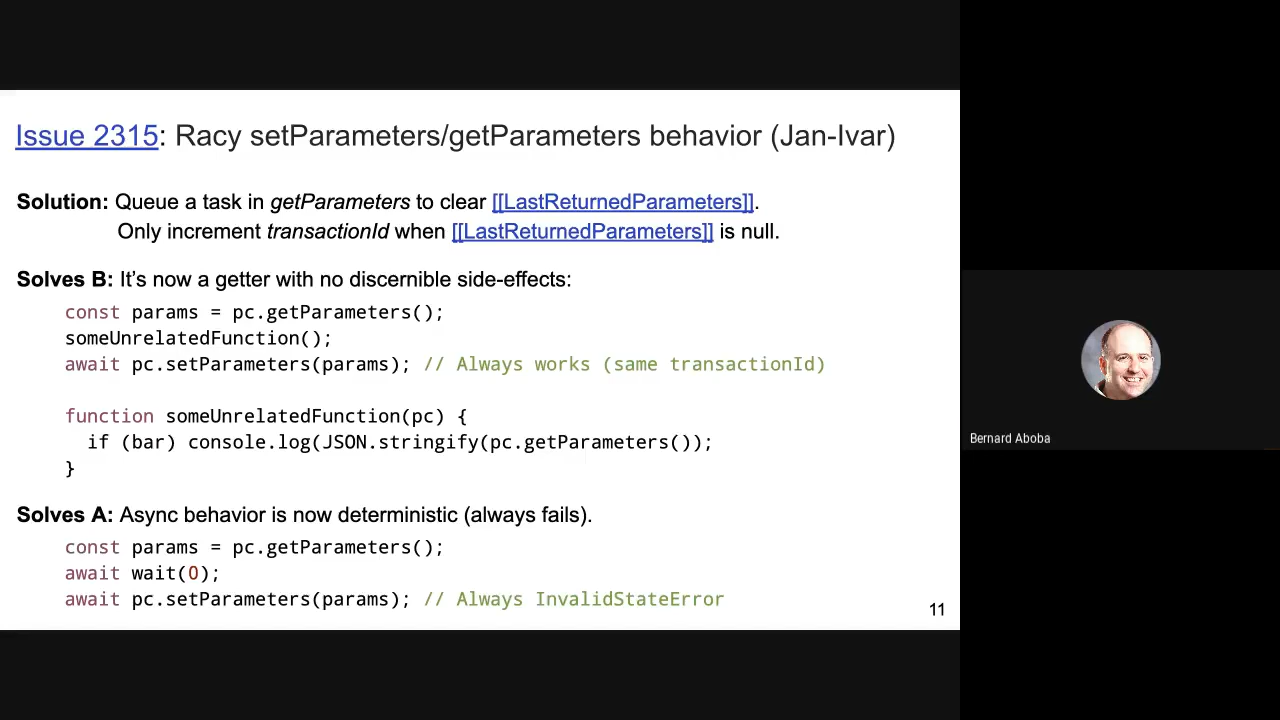 Issue 2315: Racy setParameters/getParameters behavior (Jan-Ivar)
Solution: Queue a task in getParameters to clear [[LastReturnedParameters]].
Only increment transactionId when [[LastReturnedParameters]] is null.
Solves B: It’s now a getter with no discernible side-effects:
const params = pc.getParameters();
someUnrelatedFunction();
await pc.setParameters(params); // Always works (same transactionId)
function someUnrelatedFunction(pc) {
if (bar) console.log(JSON.stringify(pc.getParameters());
}
Solves A: Async behavior is now deterministic (always fails).
const params = pc.getParameters();
await wait(0);
await pc.setParameters(params); // Always InvalidStateError
11
Bernard Aboba